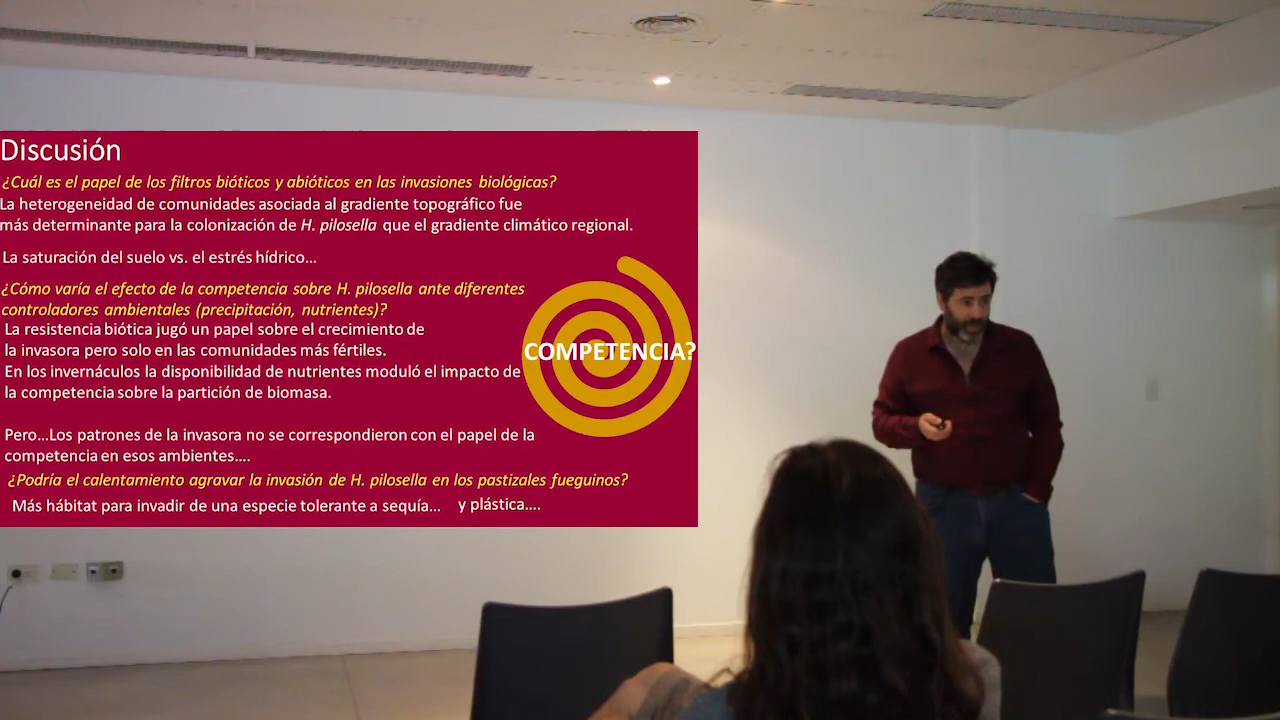 Discusión
¿Cuál es el papel de los filtros bióticos y abióticos en las invasiones biológicas?
La heterogeneidad de comunidades asociada al gradiente topográfico fue
más determinante para la colonización de H. pilosella que el gradiente climático regional.
La saturación del suelo vs. el estrés hídrico...
¿Cómo varía el efecto de la competencia sobre H. pilosella ante diferentes
controladores ambientales (precipitación, nutrientes)?
La resistencia biótica jugó un papel sobre el crecimiento de
la invasora pero solo en las comunidades más fértiles.
COMPETENCIA?
En los invernáculos la disponibilidad de nutrientes moduló el impacto de
la competencia sobre la partición de biomasa.
Pero...Los patrones de la invasora no se correspondieron con el papel de la
competencia en esos ambientes....
¿Podría el calentamiento agravar la invasión de H. pilosella en los pastizales fueguinos?
Más hábitat para invadir de una especie tolerante a sequía... y plástica....